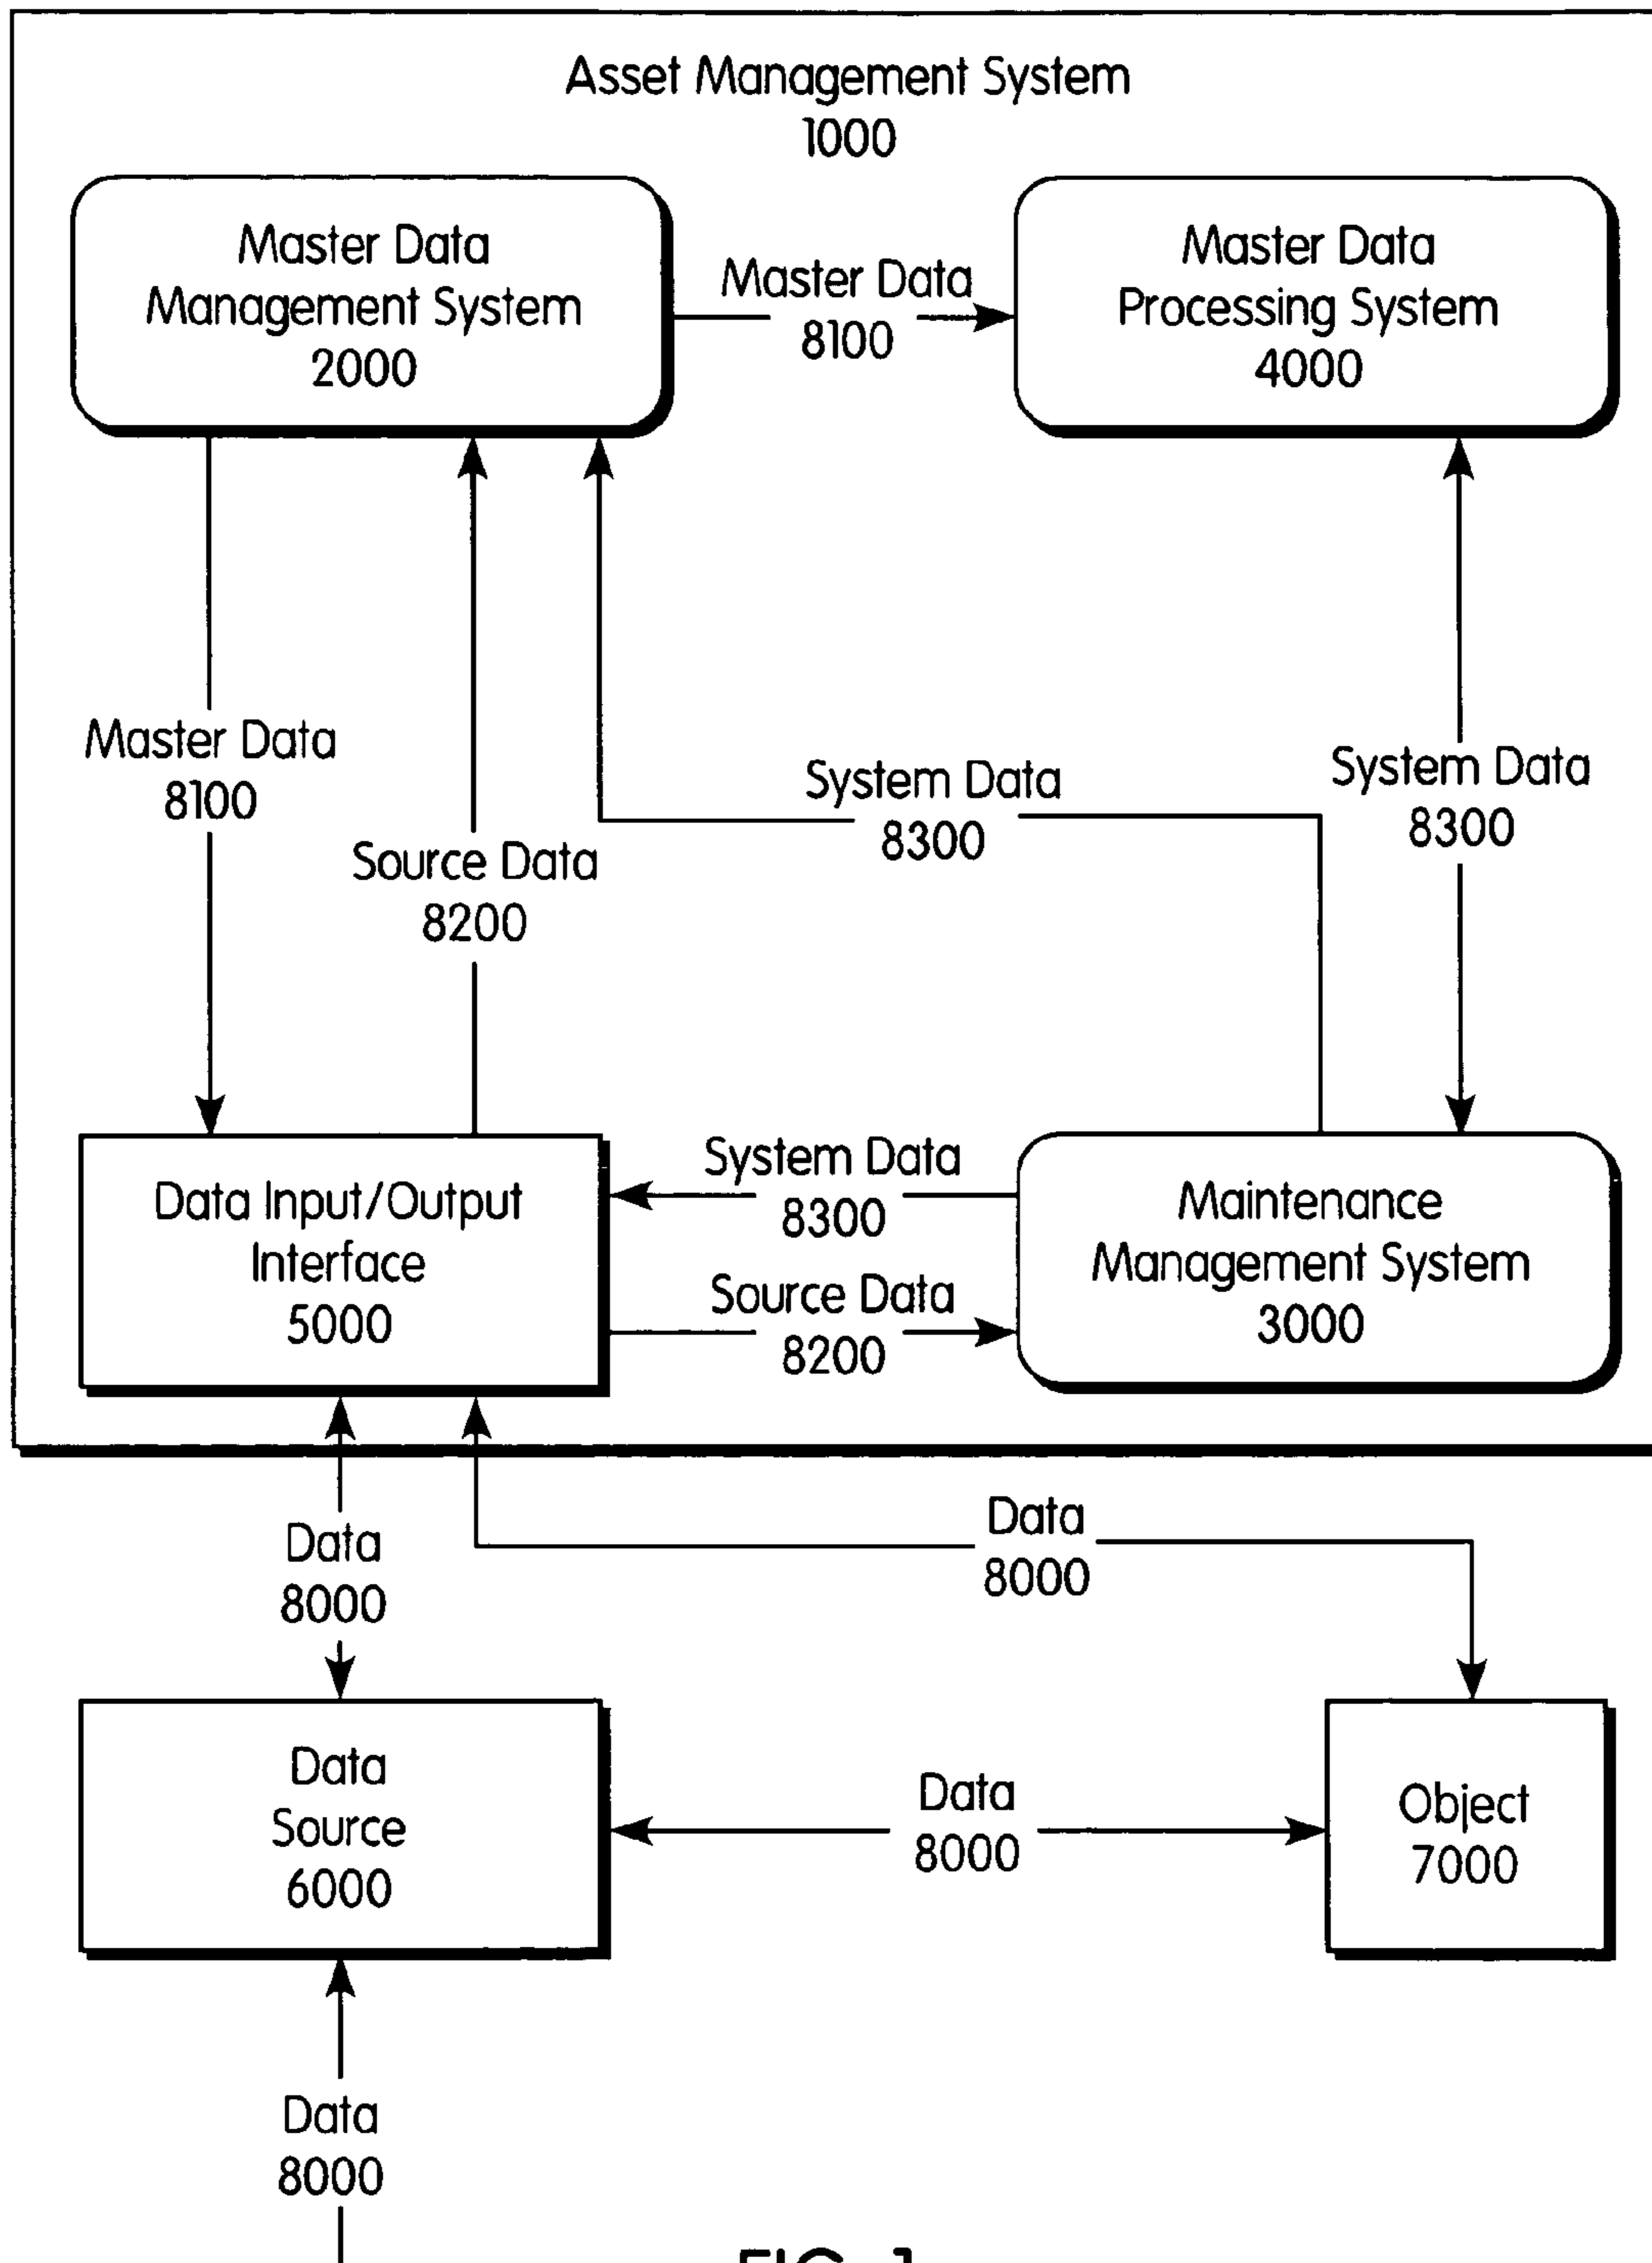 Asset Management System
1000
Master Data
Management System
2000
Master Data
8100
Master Data
Processing System
4000
Master Data
8100
Source Data
8200
System Data
8300
System Data
8300
Data Input/Output
Interface
5000
System Data
8300
Source Data
8200
Maintenance
Management System
3000
Data
8000
Data
8000
Data
Source
6000
Data
8000
Object
7000
Data
8000
FIG. 1